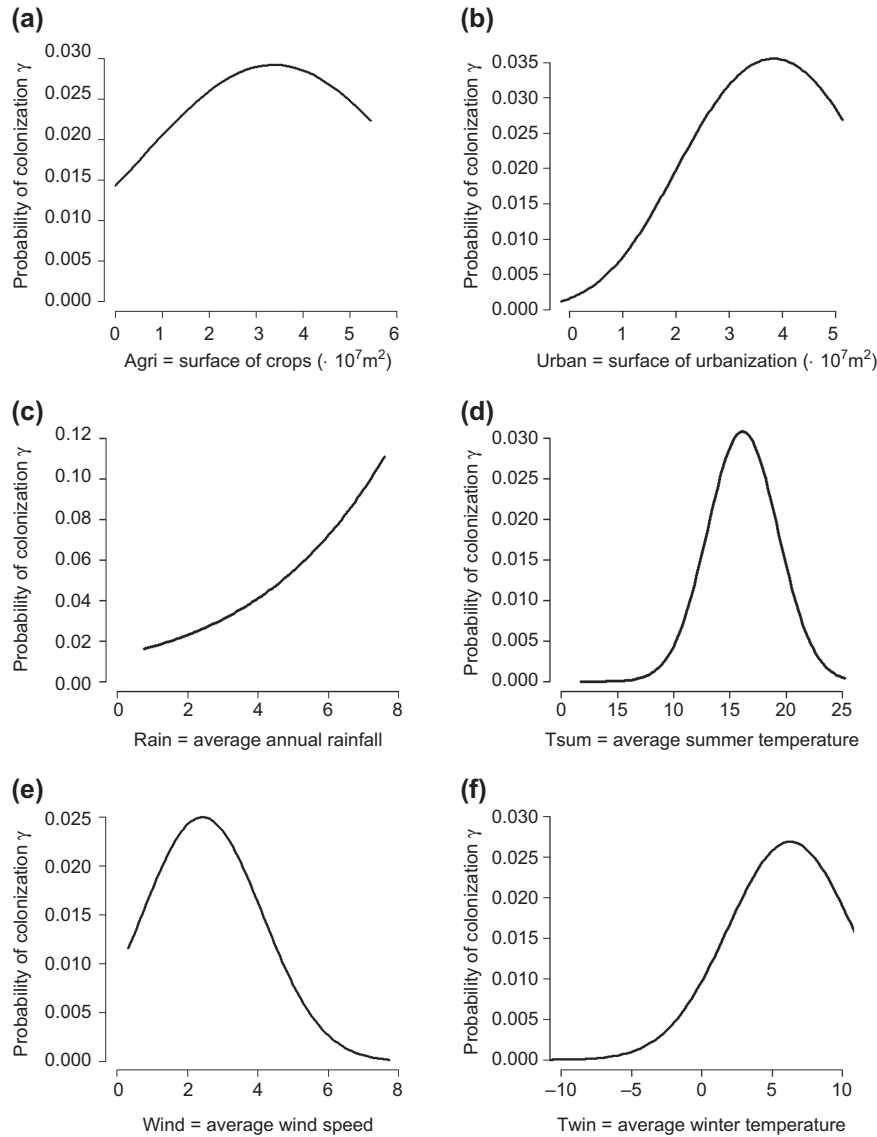 (a)
0.030
0.025
0.020
0.015
0.010
0.005
0.000
Probability of colonization γ
0 1 2 3 4 5 6
Agri = surface of crops (· 10⁷m²)
(b)
0.035
0.030
0.025
0.020
0.015
0.010
0.005
0.000
Probability of colonization γ
0 1 2 3 4 5
Urban = surface of urbanization (· 10⁷m²)
(c)
0.12
0.10
0.08
0.06
0.04
0.02
0.00
Probability of colonization γ
0 2 4 6 8
Rain = average annual rainfall
(d)
0.030
0.025
0.020
0.015
0.010
0.005
0.000
Probability of colonization γ
0 15 10 15 20 25
Tsum = average summer temperature
(e)
0.025
0.020
0.015
0.010
0.005
0.000
Probability of colonization γ
0 2 4 6 8
Wind = average wind speed
(f)
0.030
0.025
0.020
0.015
0.010
0.005
0.000
Probability of colonization γ
–10 –5 0 5 10
Twin = average winter temperature